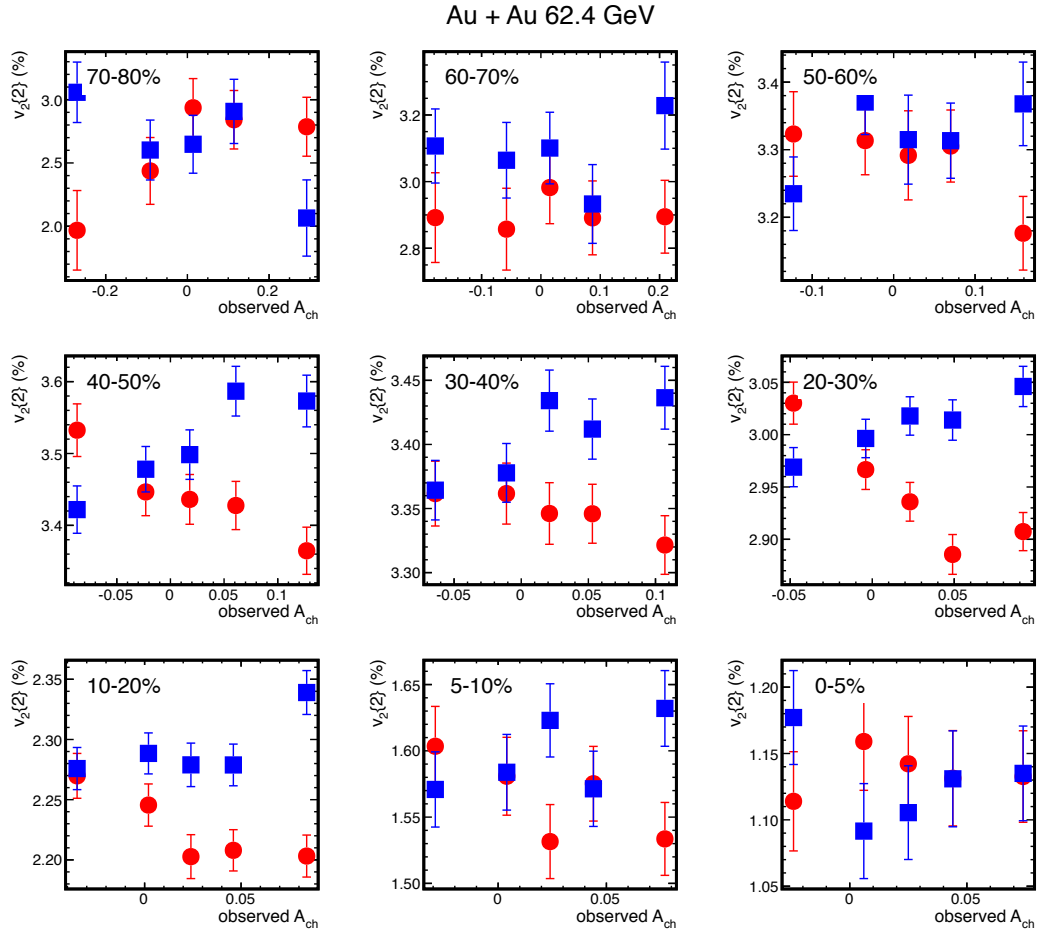 Au + Au 62.4 GeV
v2{2} (%)
70-80%
3.0
2.5
2.0
-0.2 0 0.2
observed Ach
v2{2} (%)
60-70%
3.2
3.0
2.8
-0.1 0 0.1 0.2
observed Ach
v2{2} (%)
50-60%
3.4
3.3
3.2
-0.1 0 0.1
observed Ach
v2{2} (%)
40-50%
3.6
3.5
3.4
-0.05 0 0.05 0.1
observed Ach
v2{2} (%)
30-40%
3.45
3.40
3.35
3.30
-0.05 0 0.05 0.1
observed Ach
v2{2} (%)
20-30%
3.05
3.00
2.95
2.90
-0.05 0 0.05
observed Ach
v2{2} (%)
10-20%
2.35
2.30
2.25
2.20
0 0.05
observed Ach
v2{2} (%)
5-10%
1.65
1.60
1.55
1.50
0 0.05
observed Ach
v2{2} (%)
0-5%
1.20
1.15
1.10
1.05
0 0.05
observed Ach